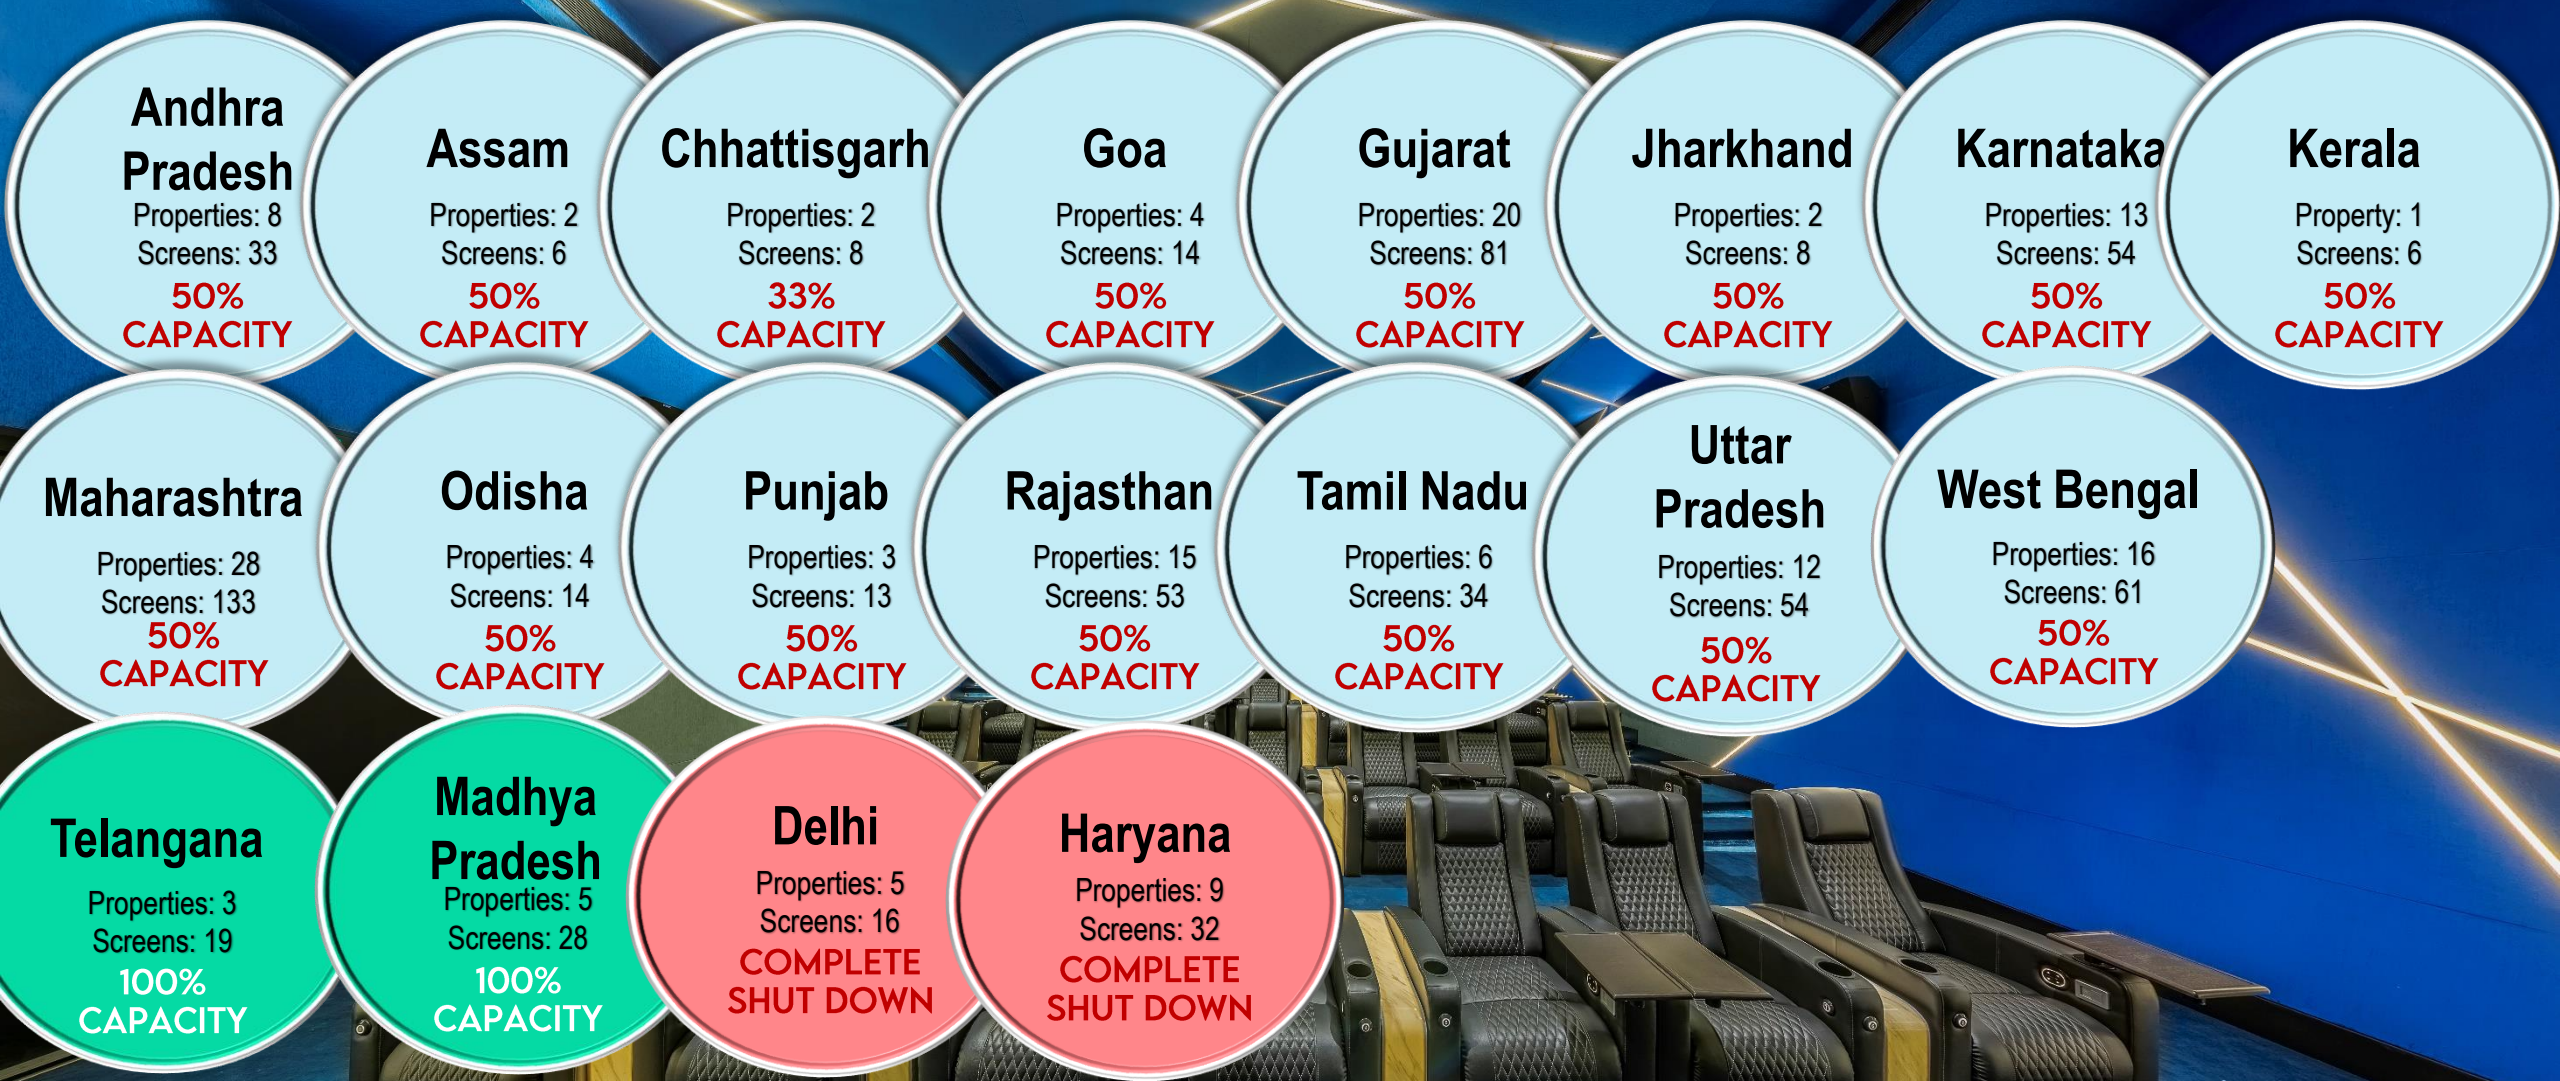 Andhra
Pradesh
Properties: 8
Screens: 33
50%
CAPACITY
Assam
Properties: 2
Screens: 6
50%
CAPACITY
Chhattisgarh
Properties: 2
Screens: 8
33%
CAPACITY
Goa
Properties: 4
Screens: 14
50%
CAPACITY
Gujarat
Properties: 20
Screens: 81
50%
CAPACITY
Jharkhand
Properties: 2
Screens: 8
50%
CAPACITY
Karnataka
Properties: 13
Screens: 54
50%
CAPACITY
Kerala
Property: 1
Screens: 6
50%
CAPACITY
Maharashtra
Properties: 28
Screens: 133
50%
CAPACITY
Odisha
Properties: 4
Screens: 14
50%
CAPACITY
Punjab
Properties: 3
Screens: 13
50%
CAPACITY
Rajasthan
Properties: 15
Screens: 53
50%
CAPACITY
Tamil Nadu
Properties: 6
Screens: 34
50%
CAPACITY
Uttar
Pradesh
Properties: 12
Screens: 54
50%
CAPACITY
West Bengal
Properties: 16
Screens: 61
50%
CAPACITY
Telangana
Properties: 3
Screens: 19
100%
CAPACITY
Madhya
Pradesh
Properties: 5
Screens: 28
100%
CAPACITY
Delhi
Properties: 5
Screens: 16
COMPLETE
SHUT DOWN
Haryana
Properties: 9
Screens: 32
COMPLETE
SHUT DOWN